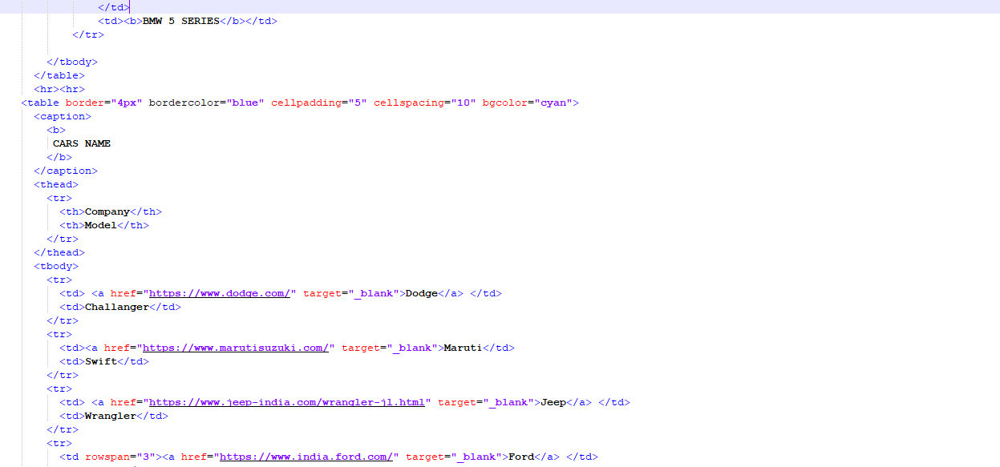 </td>
<td><b>BMW 5 SERIES</b></td>
</tr>
</tbody>
</table>
<hr><hr>
<table border="4px" bordercolor="blue" cellpadding="5" cellspacing="10" bgcolor="cyan">
<caption>
<b>
CARS NAME
</b>
</caption>
<thead>
<tr>
<th>Company</th>
<th>Model</th>
</tr>
</thead>
<tbody>
<tr>
<td> <a href="https://www.dodge.com/" target="_blank">Dodge</a> </td>
<td>Challanger</td>
</tr>
<tr>
<td><a href="https://www.marutisuzuki.com/" target="_blank">Maruti</td>
<td>Swift</td>
</tr>
<tr>
<td> <a href="https://www.jeep-india.com/wrangler-jl.html" target="_blank">Jeep</a> </td>
<td>Wrangler</td>
</tr>
<tr>
<td rowspan="3"><a href="https://www.india.ford.com/" target="_blank">Ford</a> </td>